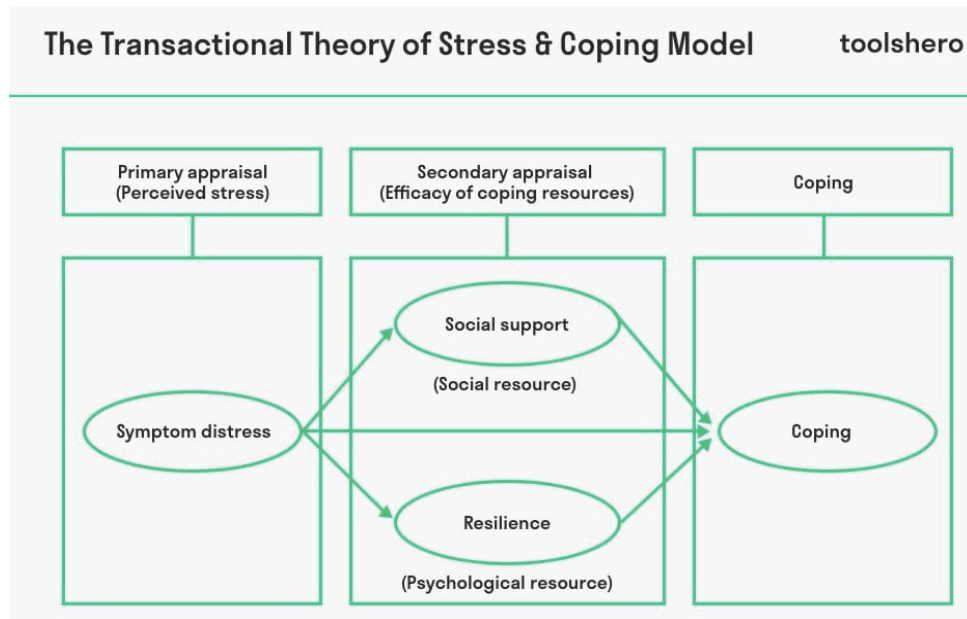 The Transactional Theory of Stress & Coping Model
toolshero
Primary appraisal
(Perceived stress)
Secondary appraisal
(Efficacy of coping resources)
Coping
Social support
(Social resource)
Symptom distress
Coping
Resilience
(Psychological resource)